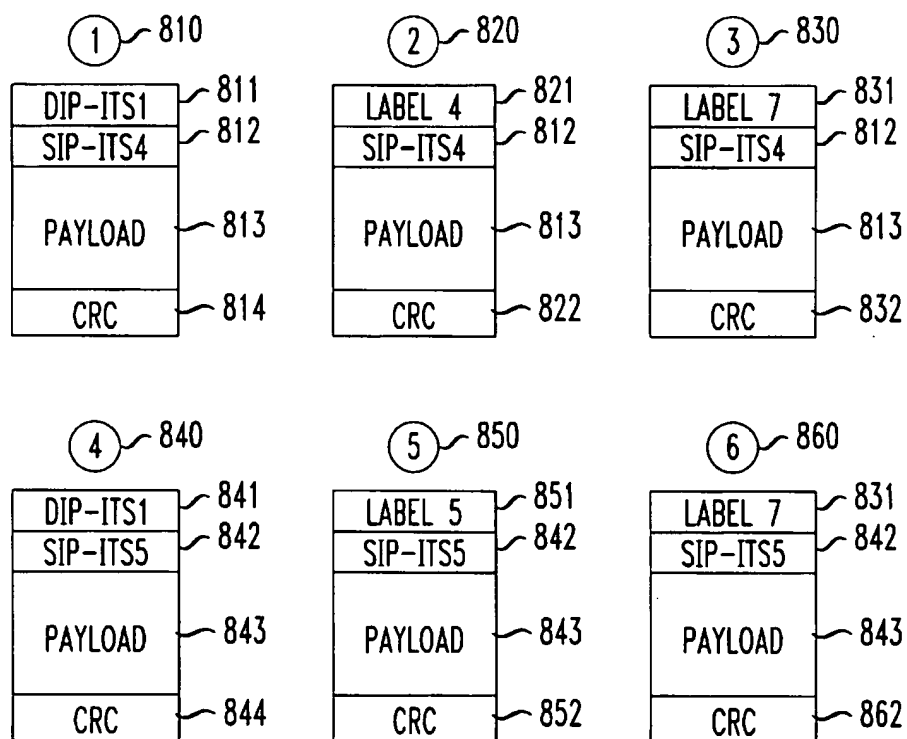 1 810 2 820 3 830
DIP-ITS1 811 LABEL 4 821 LABEL 7 831
SIP-ITS4 812 SIP-ITS4 812 SIP-ITS4 812
PAYLOAD 813 PAYLOAD 813 PAYLOAD 813
CRC 814 CRC 822 CRC 832
4 840 5 850 6 860
DIP-ITS1 841 LABEL 5 851 LABEL 7 831
SIP-ITS5 842 SIP-ITS5 842 SIP-ITS5 842
PAYLOAD 843 PAYLOAD 843 PAYLOAD 843
CRC 844 CRC 852 CRC 862